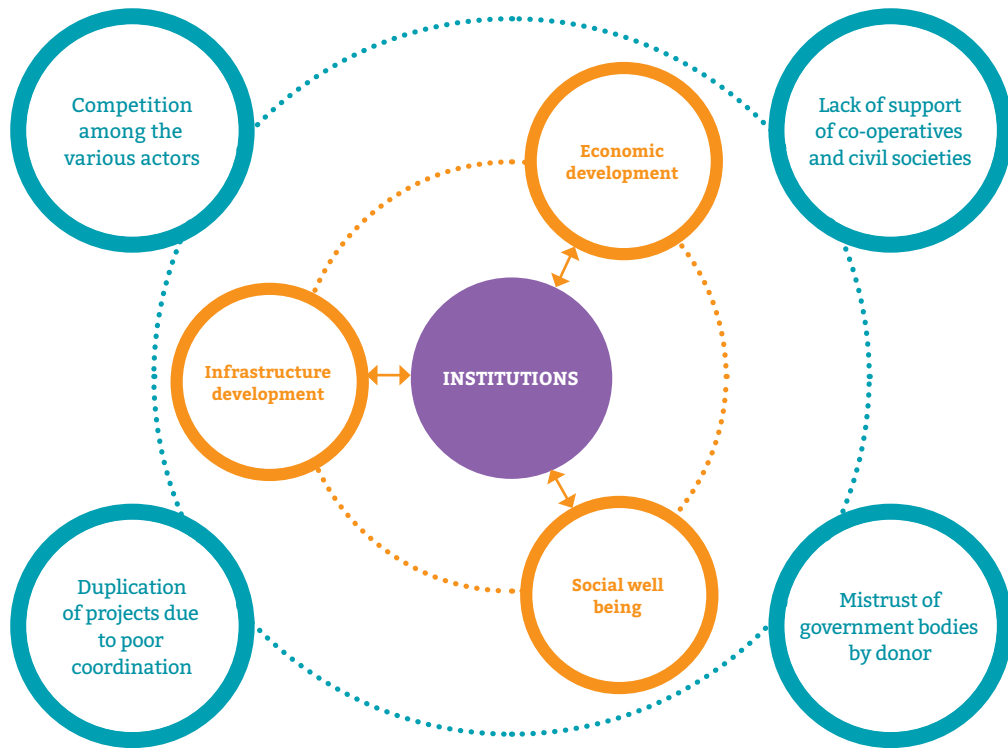 Competition
among the
various actors
Lack of support
of co-operatives
and civil societies
Economic
development
Infrastructure
development
INSTITUTIONS
Social well
being
Duplication
of projects due
to poor
coordination
Mistrust of
government bodies
by donor